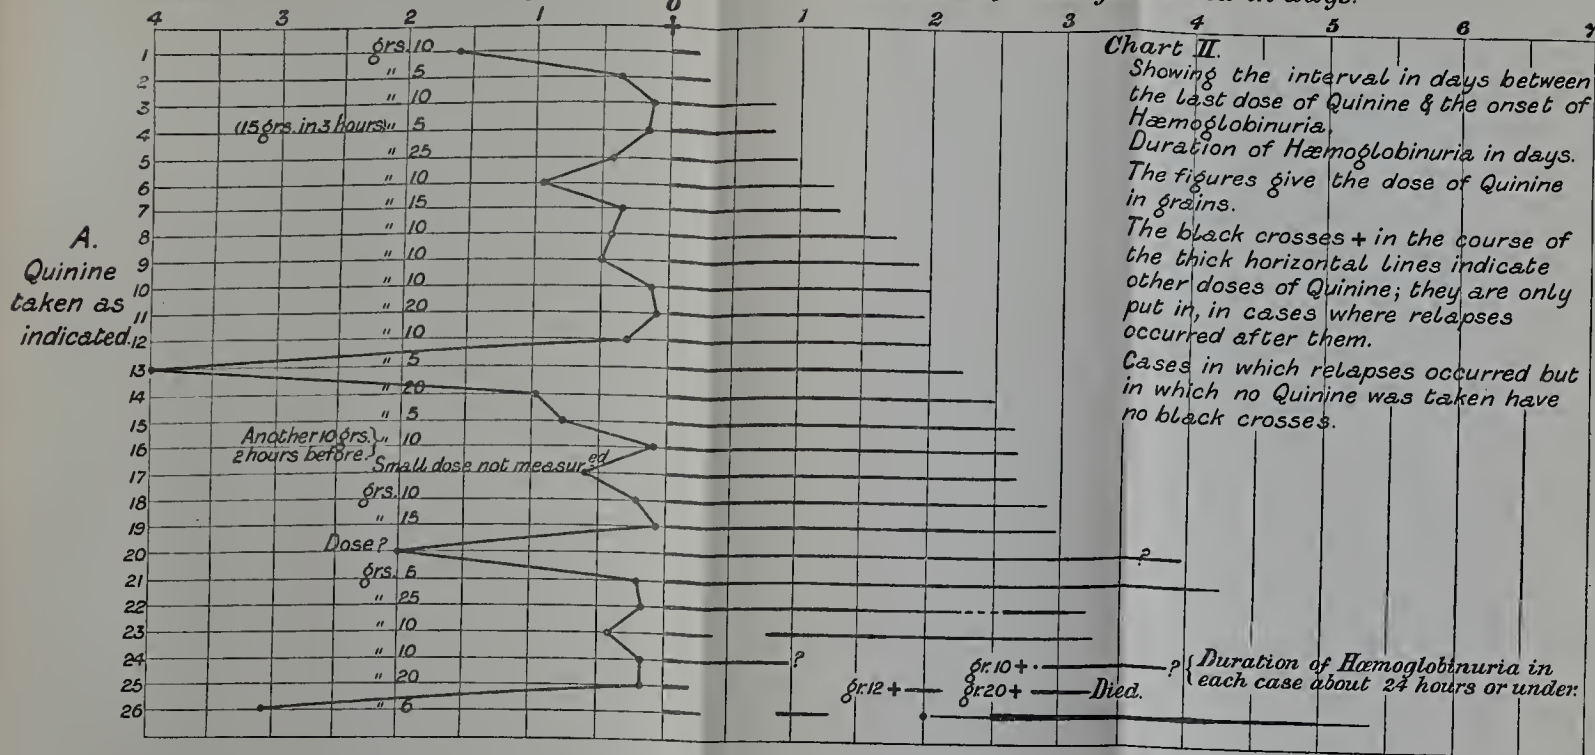 in days.
4 3 2 1 0 1 2 3 4 5 6 7
Chart II.
Showing the interval in days between
the last dose of Quinine & the onset of
Hæmoglobinuria.
Duration of Hæmoglobinuria in days.
The figures give the dose of Quinine
in grains.
The black crosses + in the course of
the thick horizontal lines indicate
other doses of Quinine; they are only
put in, in cases where relapses
occurred after them.
Cases in which relapses occurred but
in which no Quinine was taken have
no black crosses.
A.
Quinine
taken as
indicated.
1 grs. 10
2 " 5
3 " 10
4 (15 grs. in 3 hours) " 5
5 " 25
6 " 10
7 " 15
8 " 10
9 " 10
10 " 10
11 " 20
12 " 10
13 " 5
14 " 20
15 " 5
16 Another 10 grs. } " 10
2 hours before. }
17 Small dose not measured
18 grs. 10
19 " 15
20 Dose? ?
21 grs. 5
22 " 25
23 " 10
24 " 10 ? gr. 10 + ? { Duration of Hæmoglobinuria in
each case about 24 hours or under.
25 " 20 gr. 12 + gr. 20 + Died.
26 " 6